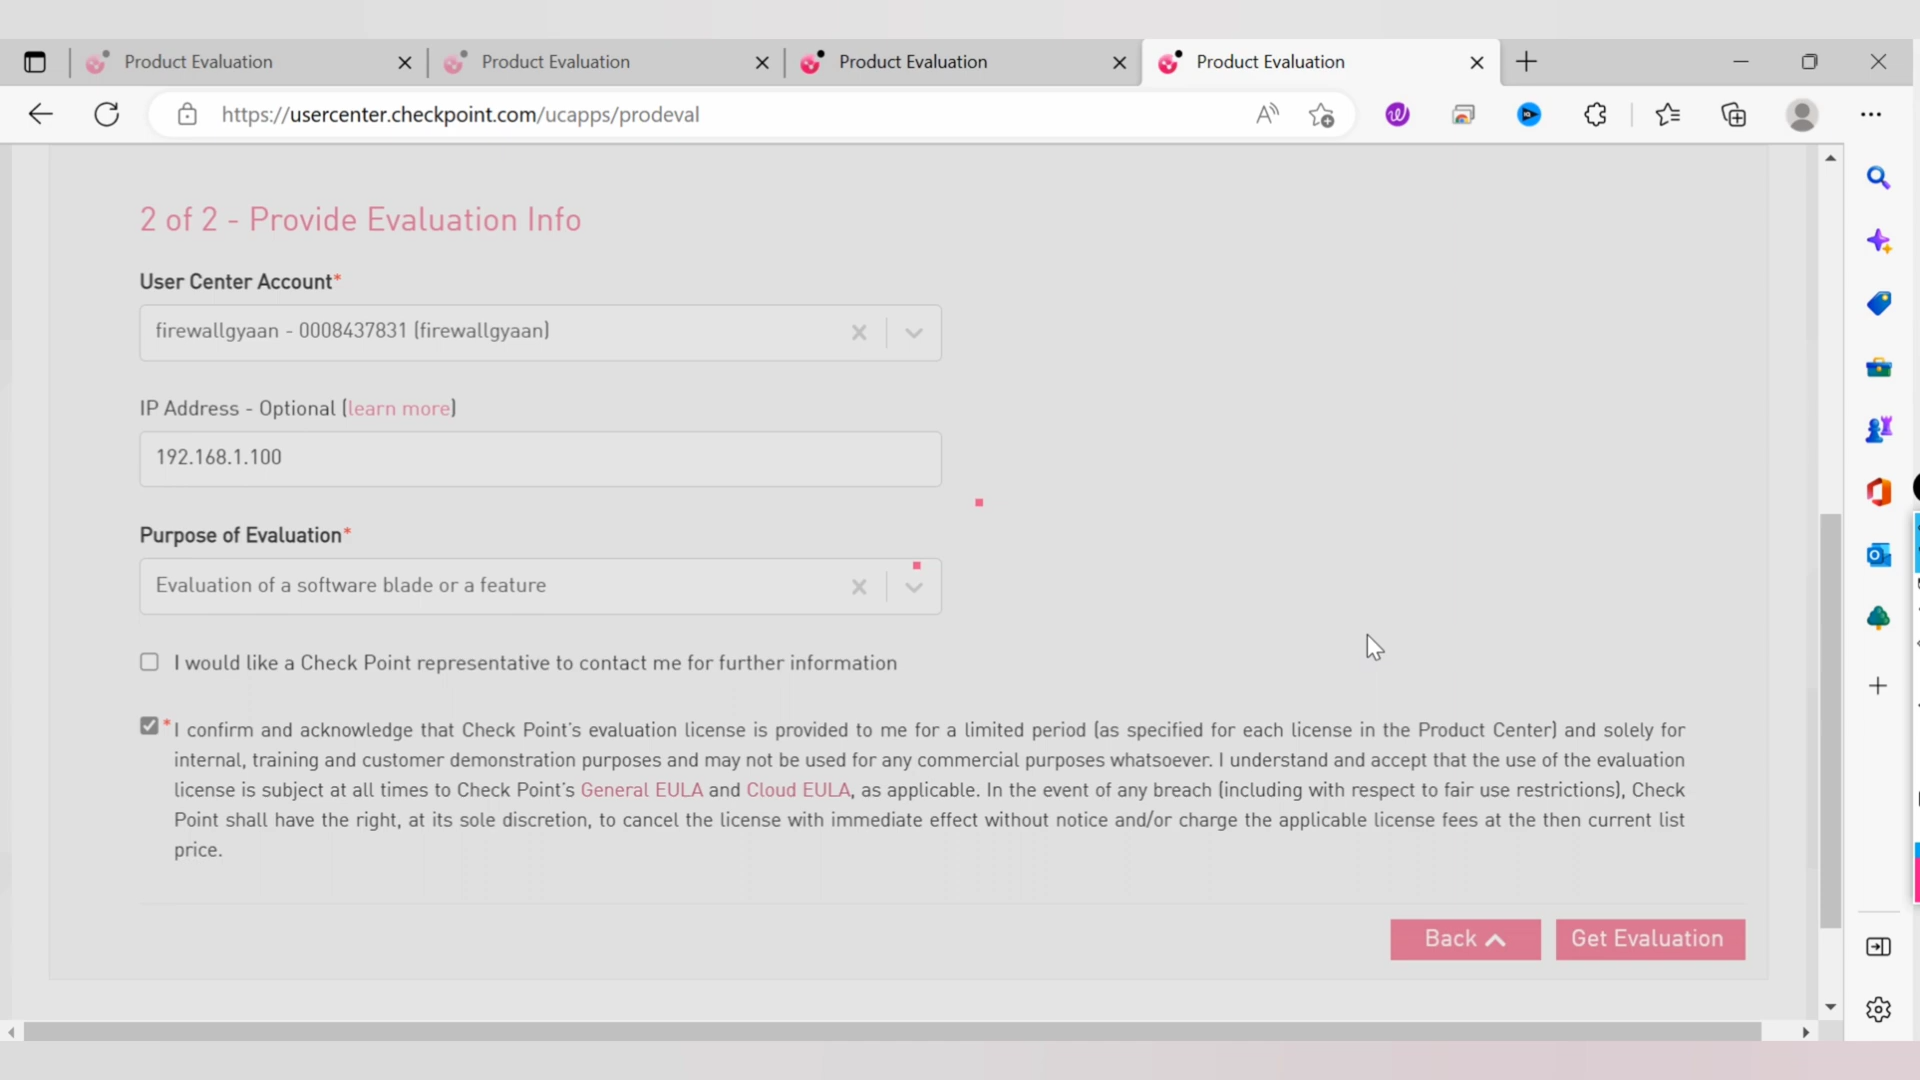 Product Evaluation
Product Evaluation
Product Evaluation
Product Evaluation
https://usercenter.checkpoint.com/ucapps/prodeval
2 of 2 - Provide Evaluation Info
User Center Account*
firewallgyaan - 0008437831 (firewallgyaan)
IP Address - Optional (learn more)
192.168.1.100
Purpose of Evaluation*
Evaluation of a software blade or a feature
I would like a Check Point representative to contact me for further information
* I confirm and acknowledge that Check Point's evaluation license is provided to me for a limited period (as specified for each license in the Product Center) and solely for
internal, training and customer demonstration purposes and may not be used for any commercial purposes whatsoever. I understand and accept that the use of the evaluation
license is subject at all times to Check Point's General EULA and Cloud EULA, as applicable. In the event of any breach (including with respect to fair use restrictions), Check
Point shall have the right, at its sole discretion, to cancel the license with immediate effect without notice and/or charge the applicable license fees at the then current list
price.
Back
Get Evaluation